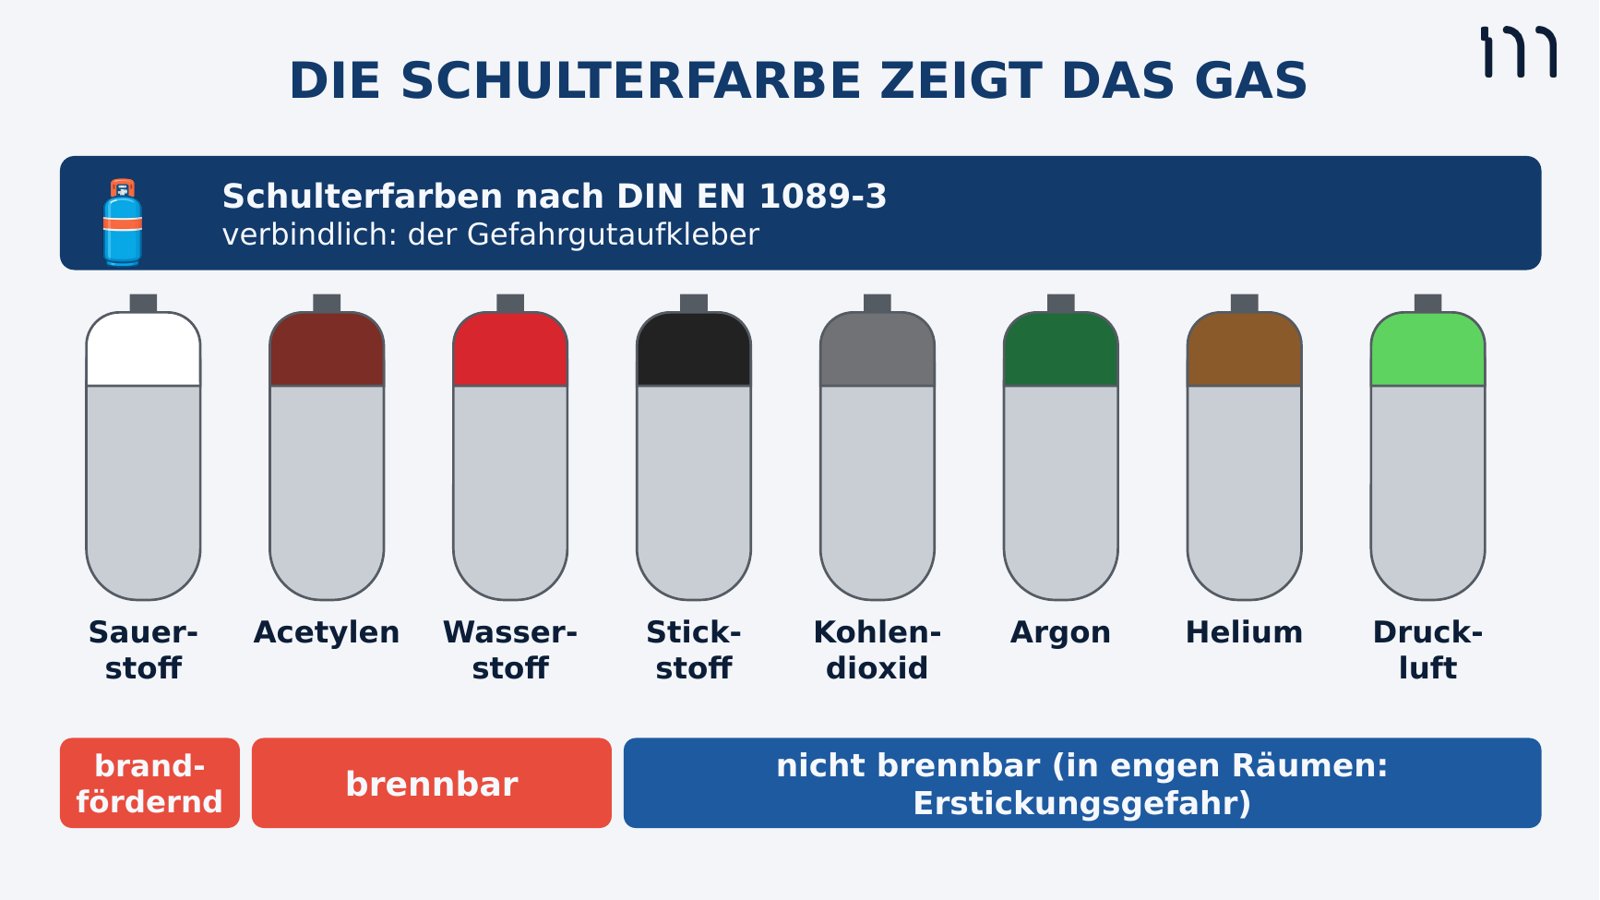 m
DIE SCHULTERFARBE ZEIGT DAS GAS
Schulterfarben nach DIN EN 1089-3
verbindlich: der Gefahrgutaufkleber
Sauer-
stoff
Acetylen
Wasser-
stoff
Stick-
stoff
Kohlen-
dioxid
Argon
Helium
Druck-
luft
brand-
fördernd
brennbar
nicht brennbar (in engen Räumen:
Erstickungsgefahr)